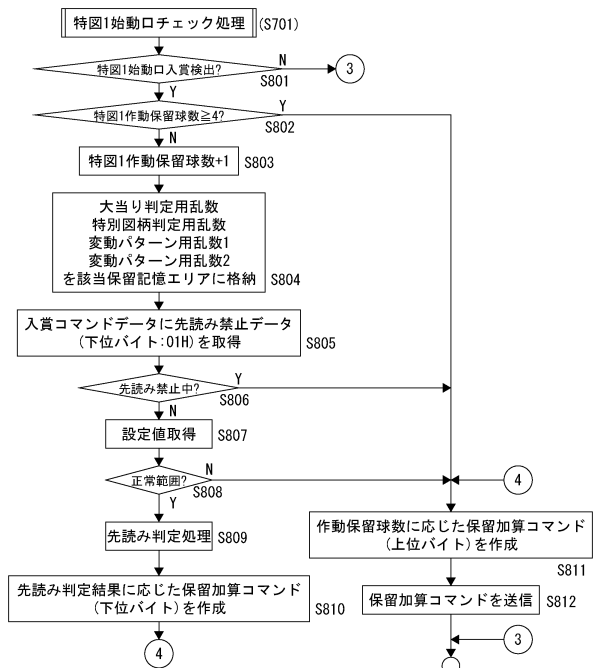 特図1始動口チェック処理
(S701)
特図1始動口入賞検出?
N
S801
3
Y
特図1作動保留球数≧4?
Y
S802
N
特図1作動保留球数+1
S803
大当り判定用乱数
特別図柄判定用乱数
変動パターン用乱数1
変動パターン用乱数2
を該当保留記憶エリアに格納
S804
入賞コマンドデータに先読み禁止データ
(下位バイト:01H)を取得
S805
先読み禁止中?
Y
S806
N
設定値取得
S807
正常範囲?
N
S808
4
Y
先読み判定処理
S809
作動保留球数に応じた保留加算コマンド
(上位バイト)を作成
S811
先読み判定結果に応じた保留加算コマンド
(下位バイト)を作成
S810
保留加算コマンドを送信
S812
4
3